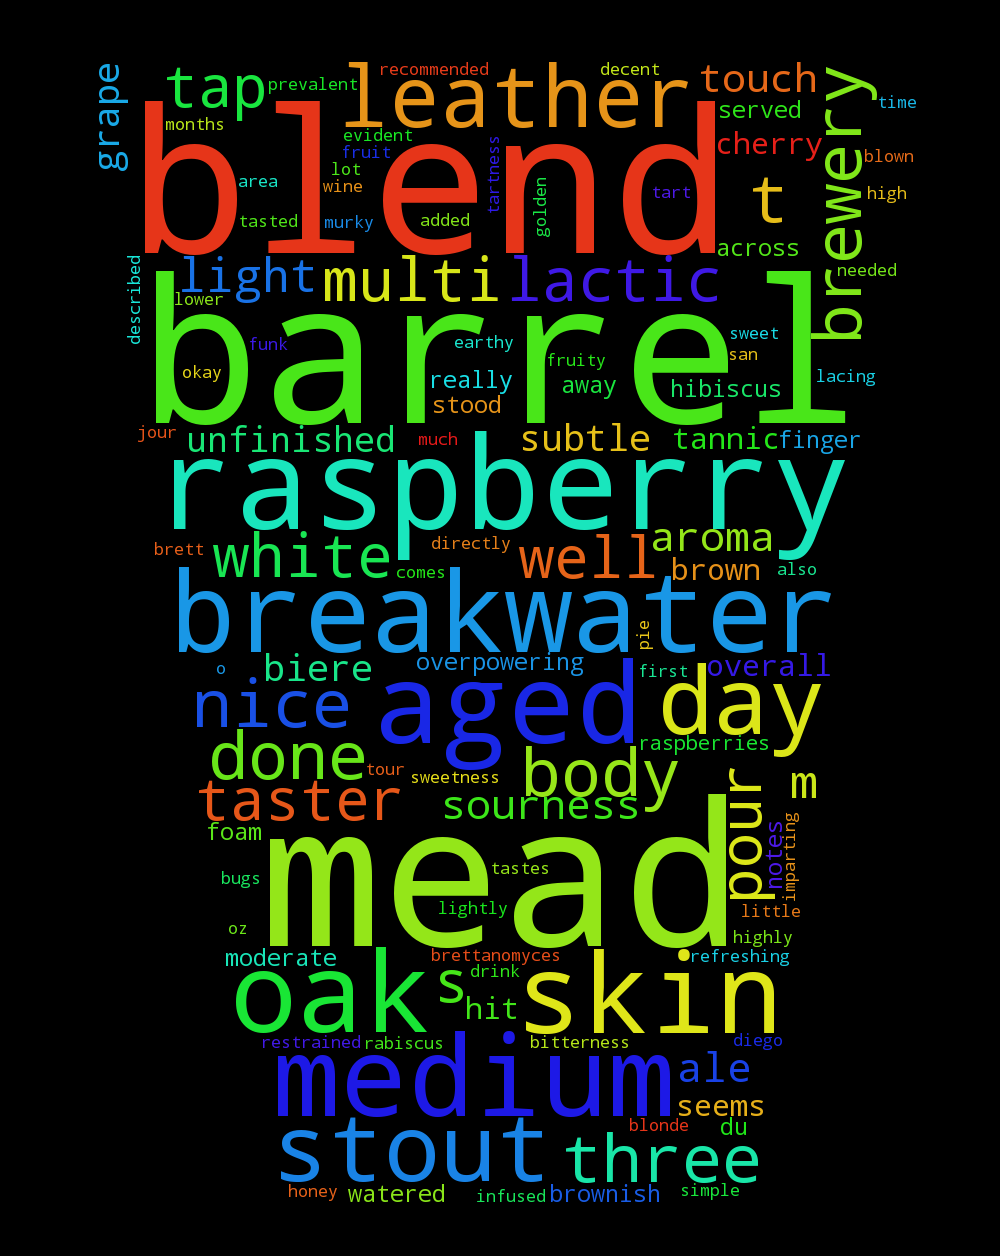 grape
tap
prevalent
leather
recommended
decent
touch
served
brewery
time
months
blend
evident
fruit
lot
wine
area
tasted
murky
added
tartness
golden
tart
cherry
t
blown
high
across
needed
described
light
lower
multi
lactic
barrel
funk
okay
earthy
really
stood
fruity
away
sweet
san
hibiscus
lacing
jour
unfinished
much
subtle
tannic
finger
raspberry
brett
white
comes
directly
well
aroma
brown
also
breakwater
pie
o
biere
overpowering
first
overall
nice
aged
day
raspberries
done
tour
sweetness
body
taster
sourness
pour
m
notes
imparting
foam
bugs
mead
tastes
lightly
little
oz
highly
moderate
brettanomyces
refreshing
oak
s
drink
hit
skin
restrained
rabiscus
bitterness
diego
medium
ale
seems
stout
blonde
du
three
honey
watered
infused
brownish
simple